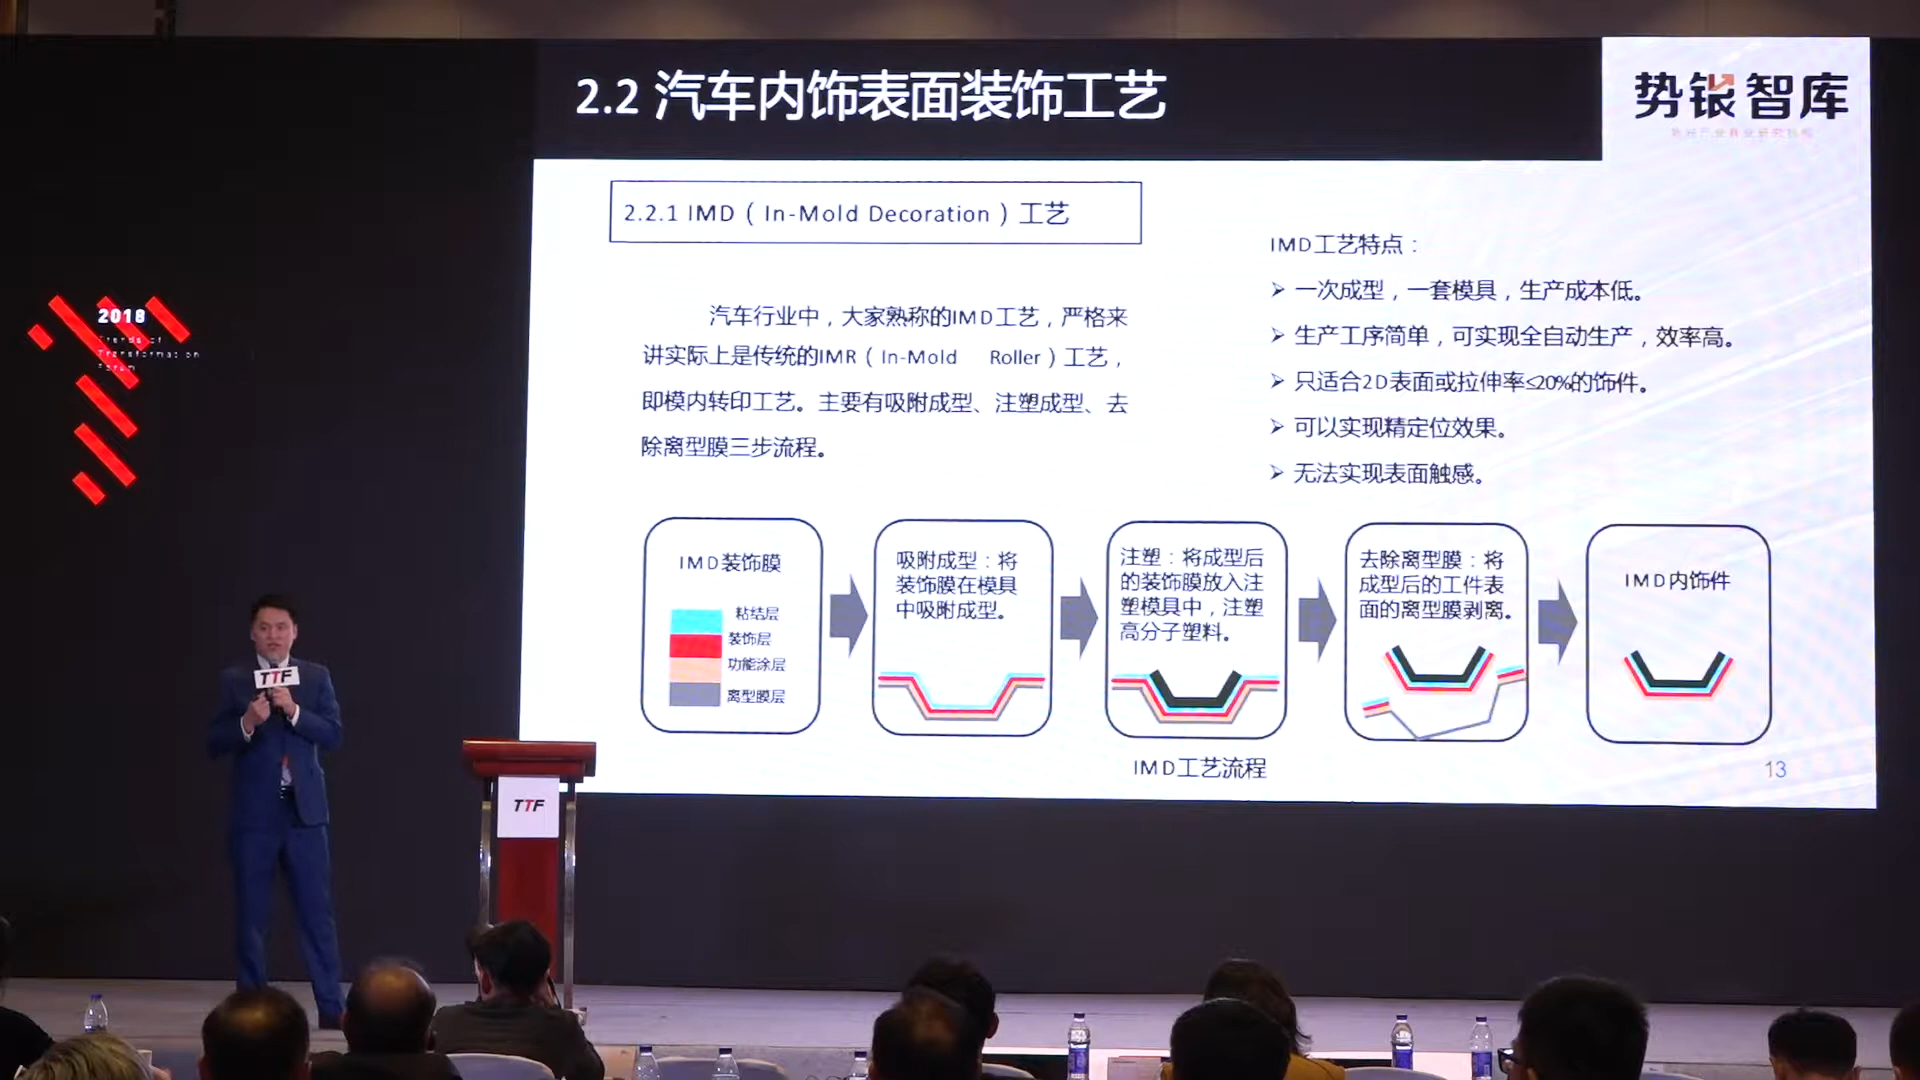 2.2 汽车内饰表面装饰工艺
势银智库
2.2.1 IMD（In-Mold Decoration）工艺
汽车行业中，大家熟称的IMD工艺，严格来
讲实际上是传统的IMR（In-Mold Roller）工艺，
即模内转印工艺。主要有吸附成型、注塑成型、去
除离型膜三步流程。
IMD工艺特点：
➢ 一次成型，一套模具，生产成本低。
➢ 生产工序简单，可实现全自动生产，效率高。
➢ 只适合2D表面或拉伸率≤20%的饰件。
➢ 可以实现精定位效果。
➢ 无法实现表面触感。
IMD装饰膜
粘结层
装饰层
功能涂层
离型膜层
吸附成型：将
装饰膜在模具
中吸附成型。
注塑：将成型后
的装饰膜放入注
塑模具中，注塑
高分子塑料。
去除离型膜：将
成型后的工件表
面的离型膜剥离。
IMD内饰件
IMD工艺流程
13
2018
Trends of
Transformation
Forum
TTF
TTF